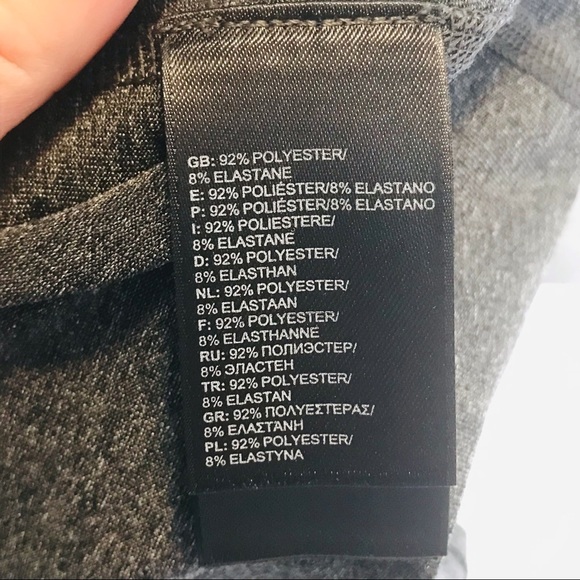 GB: 92% POLYESTER/
8% ELASTANE
E: 92% POLIÉSTER/8% ELASTANO
P: 92% POLIÉSTER/8% ELASTANO
I: 92% POLIESTERE/
8% ELASTANE
D: 92% POLYESTER/
8% ELASTHAN
NL: 92% POLYESTER/
8% ELASTAAN
F: 92% POLYESTER/
8% ELASTHANNE
RU: 92% ПОЛИЭСТЕР/
8% ЭЛАСТЕН
TR: 92% POLYESTER/
8% ELASTAN
GR: 92% ΠΟΛΥΕΣΤΕΡΑΣ/
8% ΕΛΑΣΤΑΝΗ
PL: 92% POLYESTER/
8% ELASTYNA